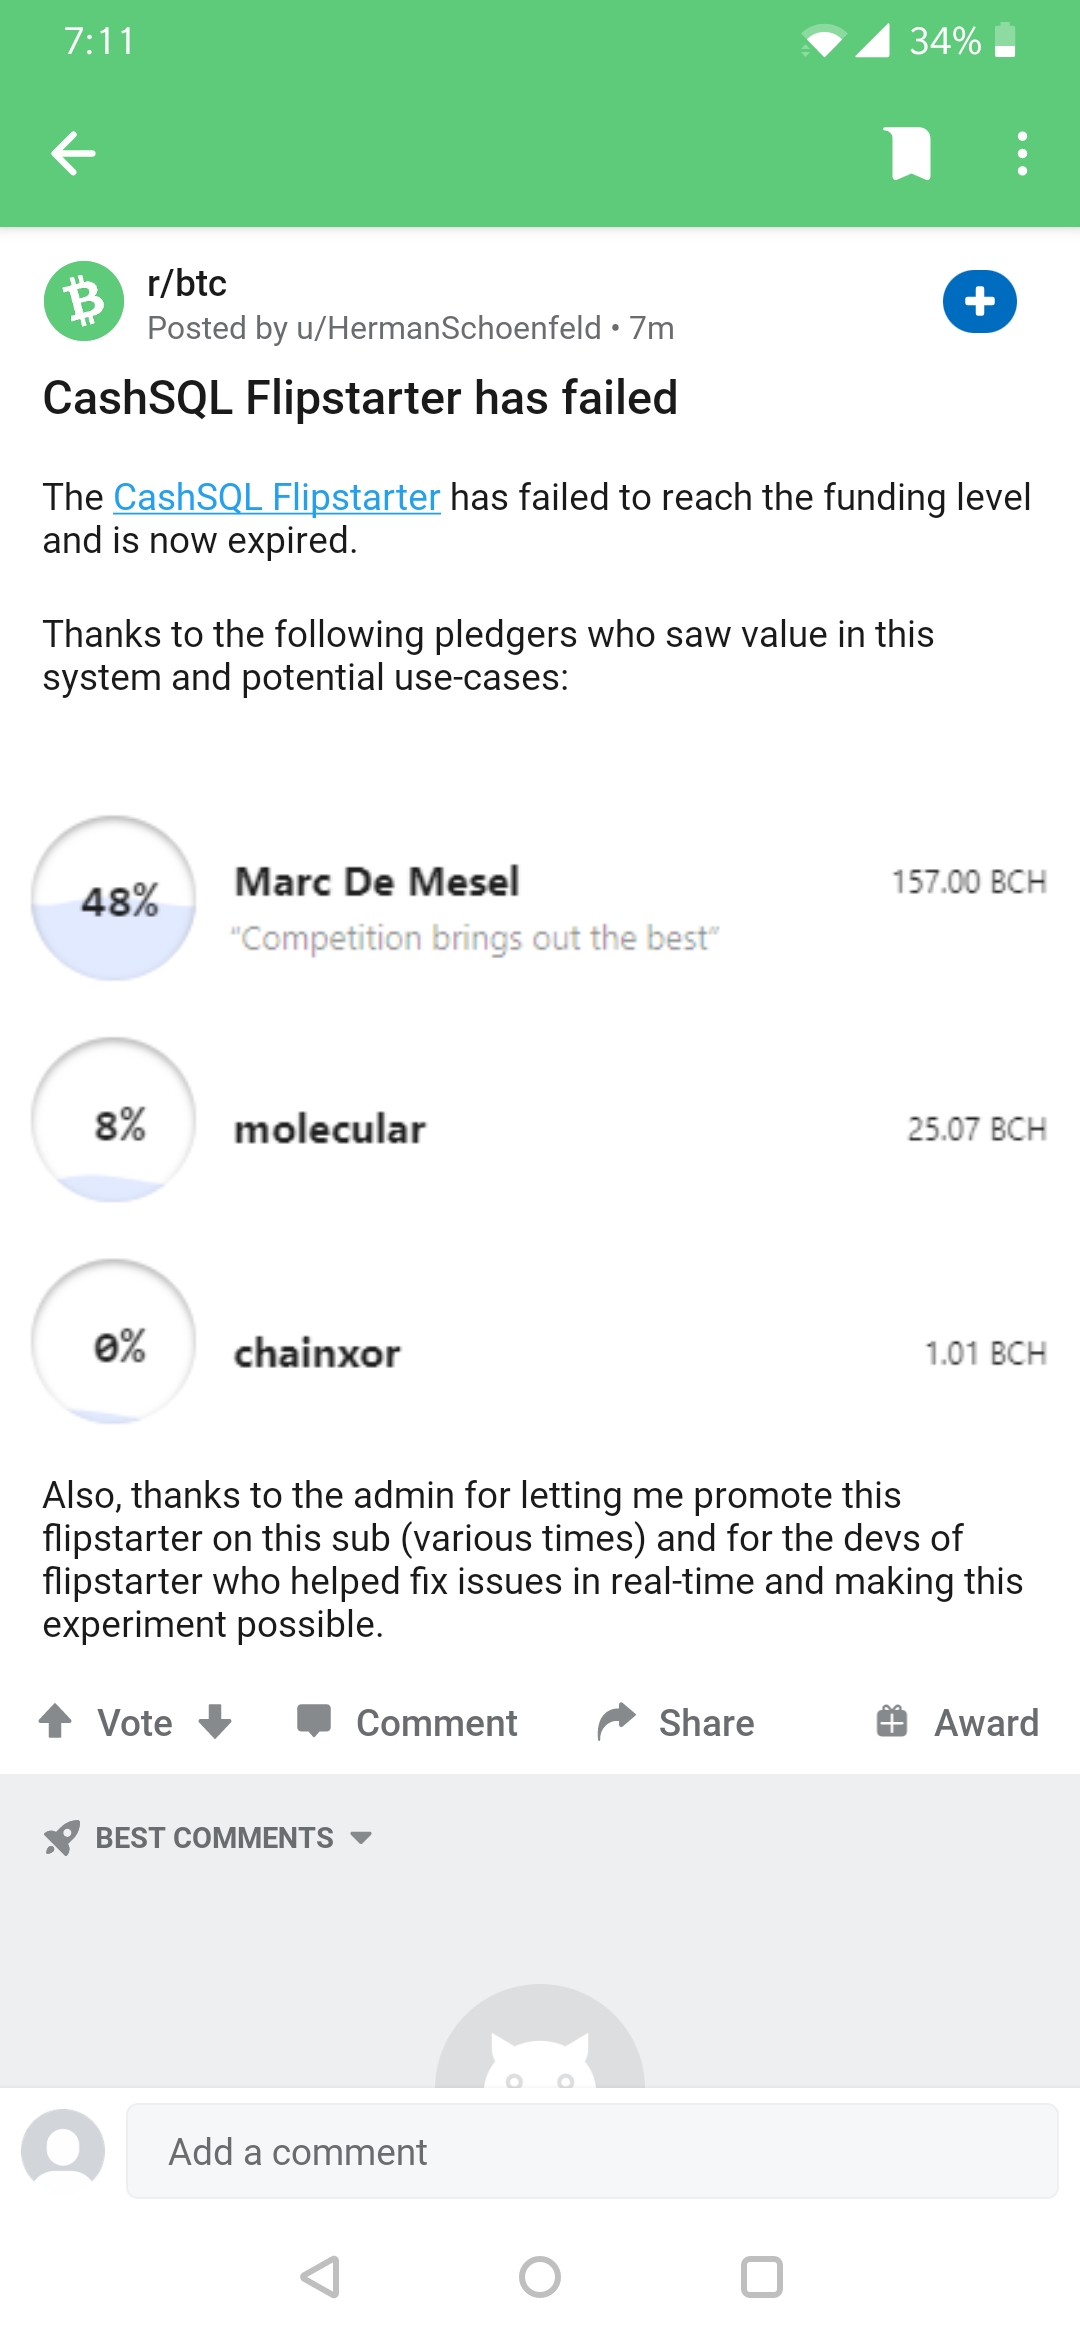 7:11
34%
r/btc
Posted by u/HermanSchoenfeld • 7m
CashSQL Flipstarter has failed
The CashSQL Flipstarter has failed to reach the funding level
and is now expired.
Thanks to the following pledgers who saw value in this
system and potential use-cases:
48%
Marc De Mesel
157.00 BCH
“Competition brings out the best”
8%
molecular
25.07 BCH
0%
chainxor
1.01 BCH
Also, thanks to the admin for letting me promote this
flipstarter on this sub (various times) and for the devs of
flipstarter who helped fix issues in real-time and making this
experiment possible.
Vote
Comment
Share
Award
BEST COMMENTS
Add a comment